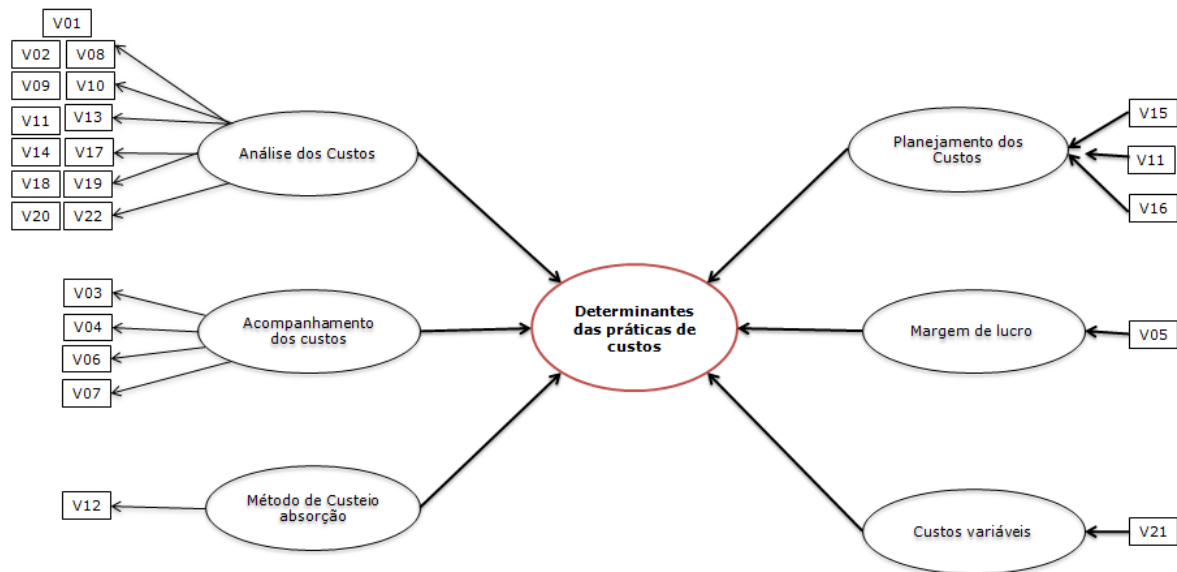 V01
V02 V08
V09 V10
V11 V13
V14 V17
V18 V19
V20 V22
Análise dos Custos
V03
V04
V06
V07
Acompanhamento
dos custos
V12
Método de Custeio
absorção
Determinantes
das práticas de
custos
Planejamento dos
Custos
V15
V11
V16
Margem de lucro
V05
Custos variáveis
V21